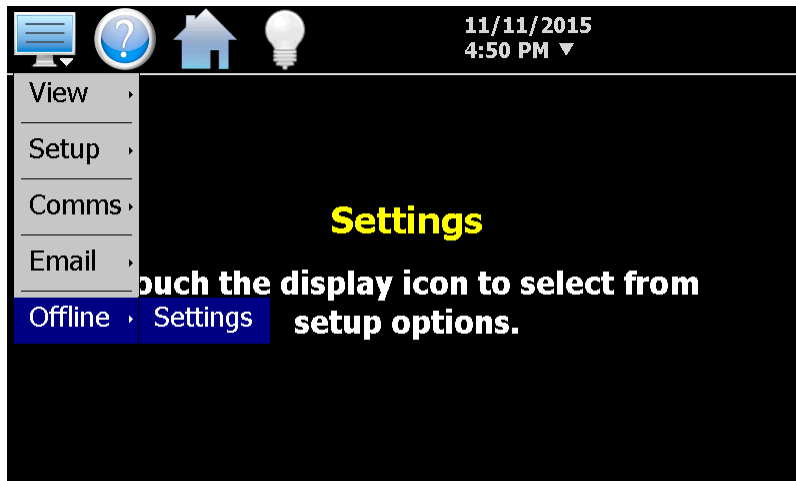 11/11/2015
4:50 PM ▼
View
Setup
Comms
Email
Offline
Settings
Settings
ouch the display icon to select from
setup options.